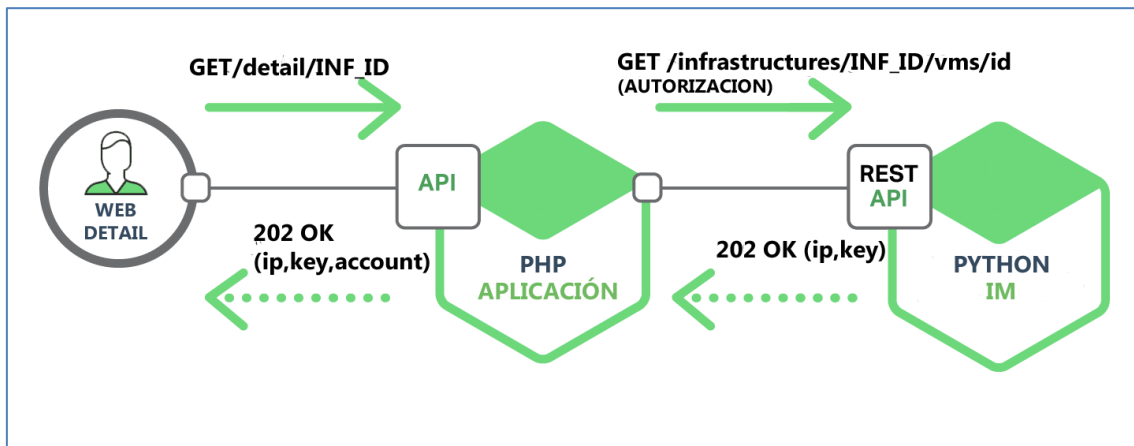 GET/detail/INF_ID
GET /infrastructures/INF_ID/vms/id
(AUTORIZACION)
WEB
DETAIL
API
REST
API
202 OK
(ip,key,account)
PHP
APLICACIÓN
202 OK (ip,key)
PYTHON
IM